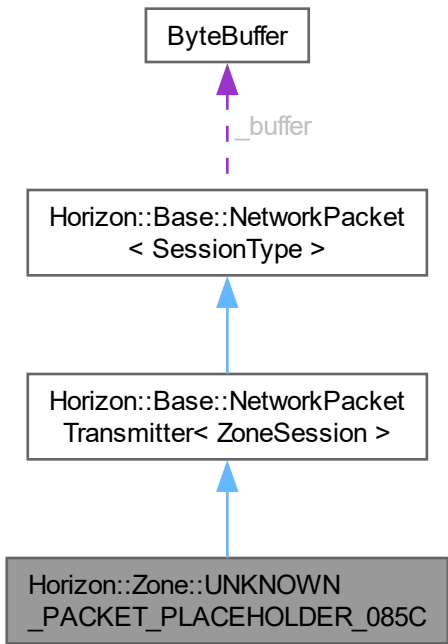 ByteBuffer
_buffer
Horizon::Base::NetworkPacket
< SessionType >
Horizon::Base::NetworkPacket
Transmitter< ZoneSession >
Horizon::Zone::UNKNOWN
_PACKET_PLACEHOLDER_085C